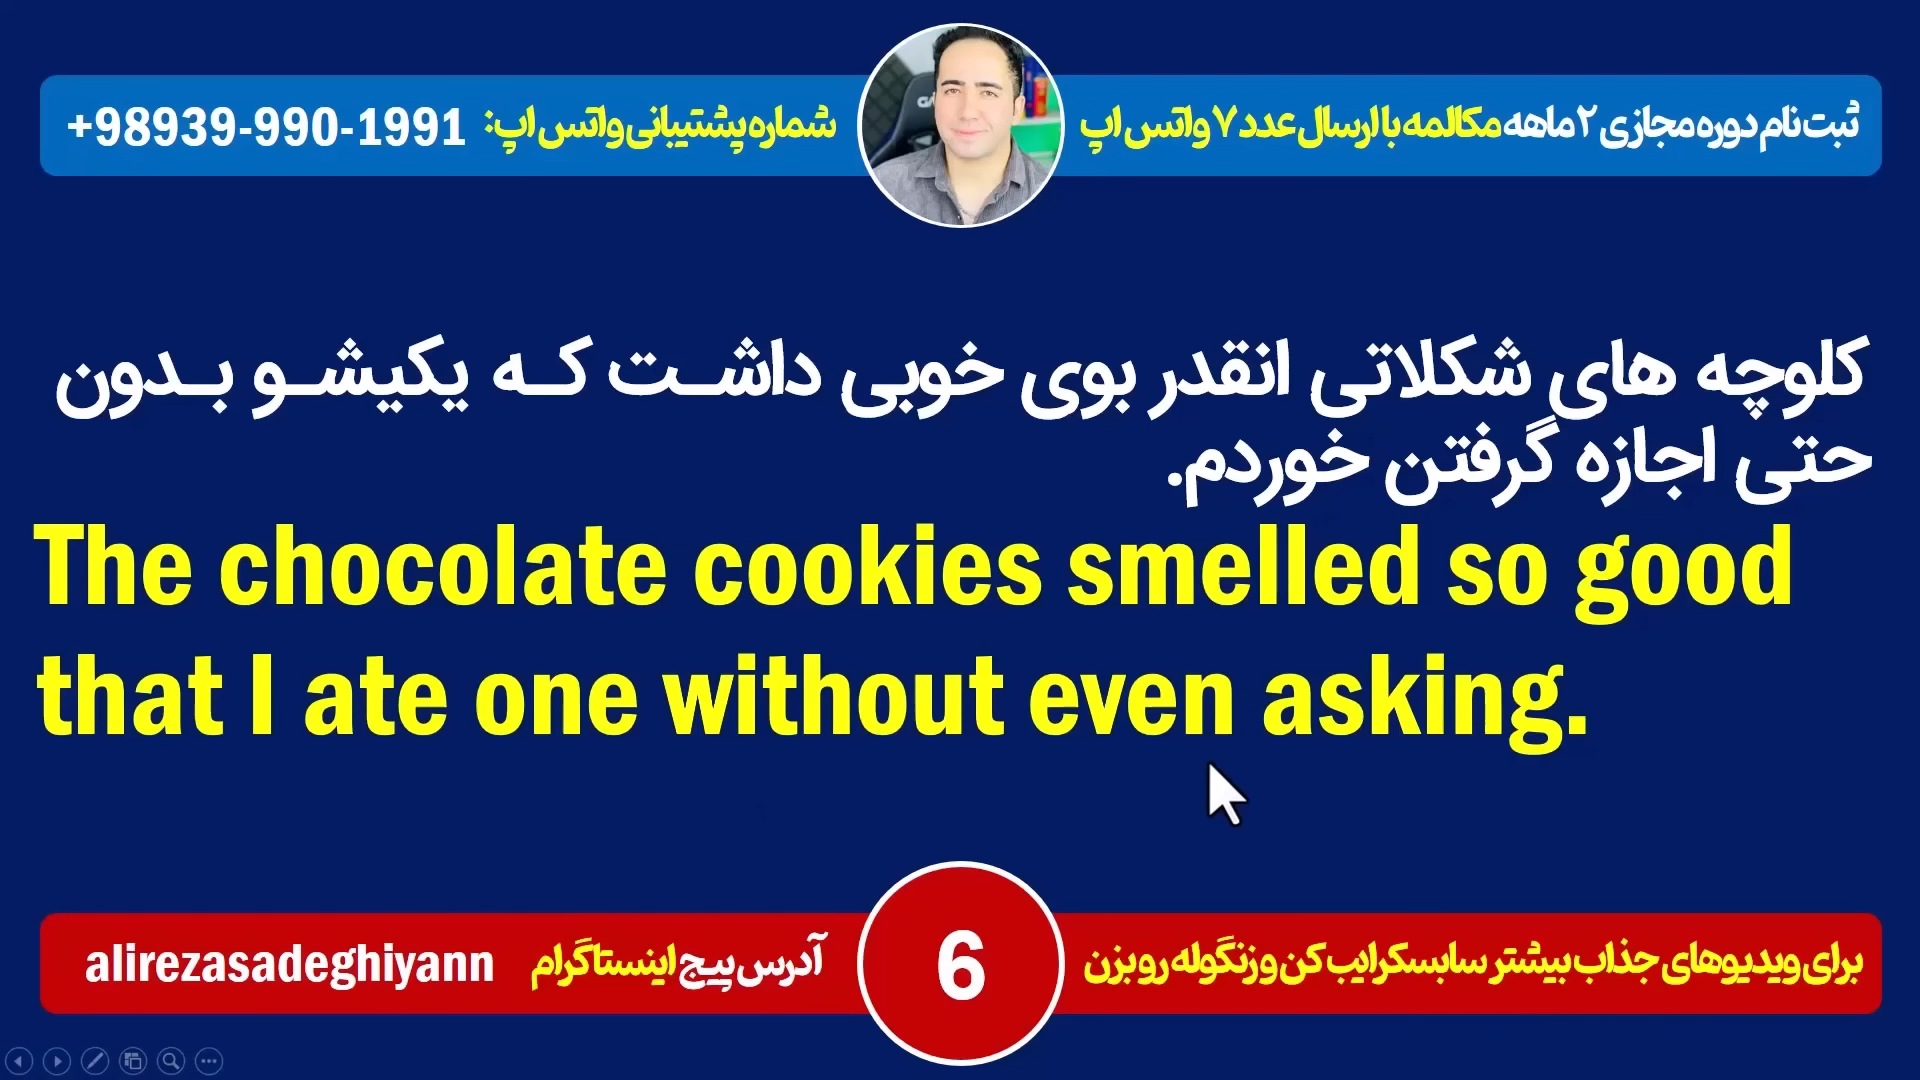 ثبت نام دوره مجازی ۲ ماهه مکالمه با ارسال عدد ۷ واتس اپ
شماره پشتیبانی واتس اپ: +98939-990-1991
کلوچه های شکلاتی انقدر بوی خوبی داشت که یکیشو بدون
حتی اجازه گرفتن خوردم.
The chocolate cookies smelled so good
that I ate one without even asking.
برای ویدیوهای جذاب بیشتر سابسکرایب کن و زنگوله رو بزن
6
آدرس پیج اینستاگرام alirezasadeghiyann